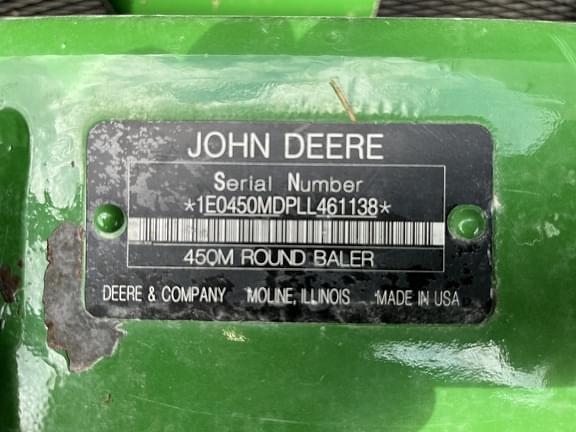 JOHN DEERE
Serial Number
*1E0450MDPLL461138*
450M ROUND BALER
DEERE & COMPANY MOLINE, ILLINOIS MADE IN USA